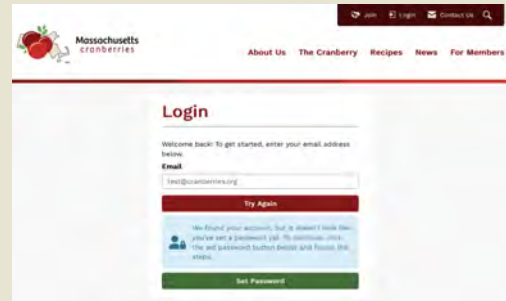 Join Login Contact Us
Massachusetts
cranberries
About Us The Cranberry Recipes News For Members
Login
Welcome back! To get started, enter your email address
below.
Email
test@cranberries.org
Try Again
We found your account, but it doesn't look like
you've set a password yet. To continue, click
the set password button below and follow the
steps.
Set Password